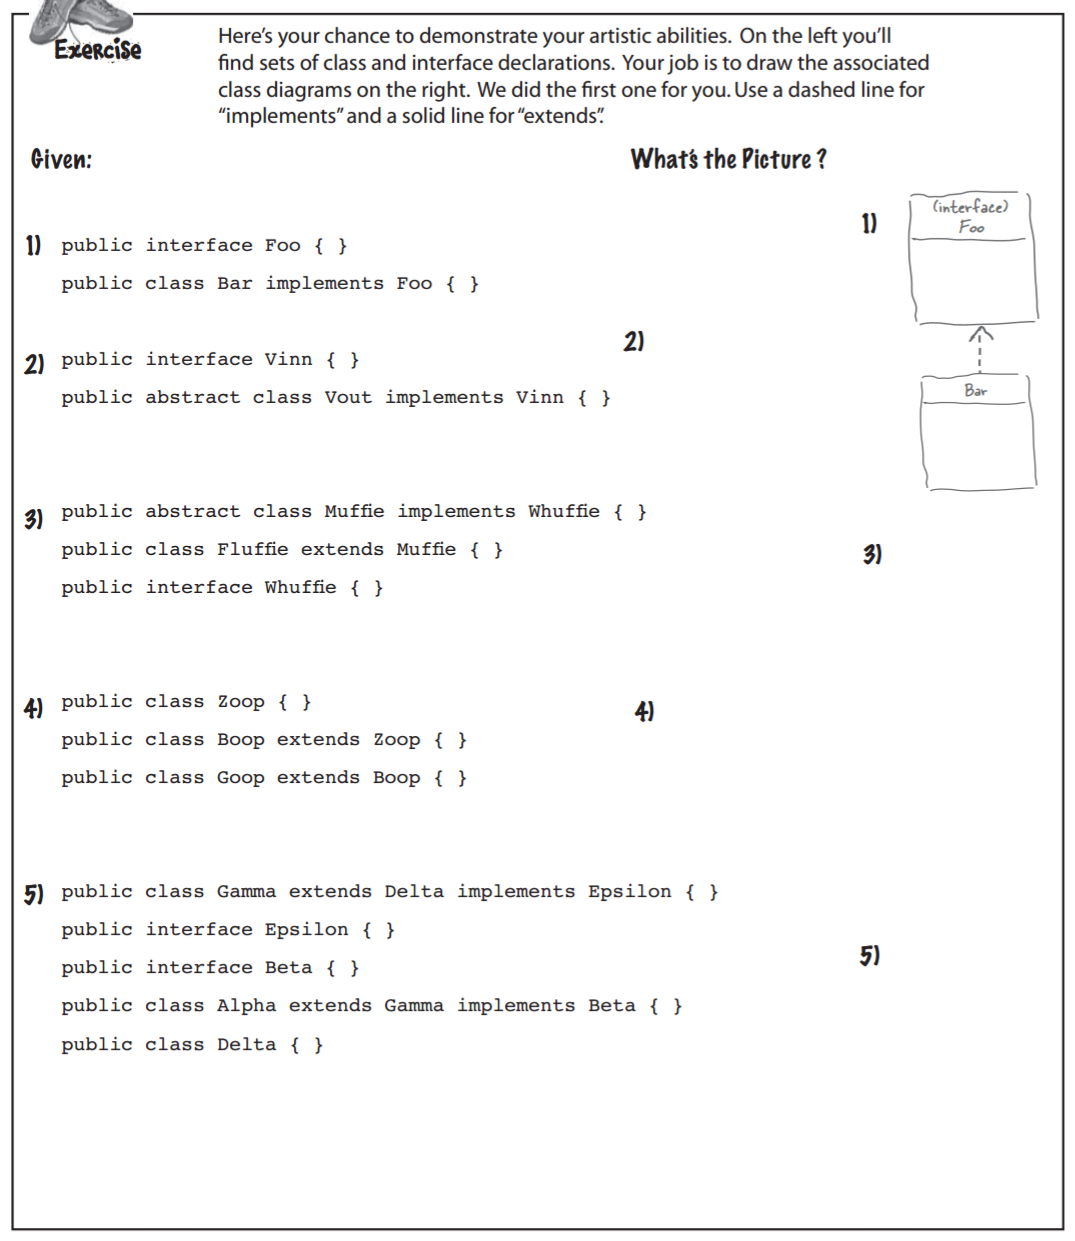 Exercise
Here's your chance to demonstrate your artistic abilities. On the left you'll
find sets of class and interface declarations. Your job is to draw the associated
class diagrams on the right. We did the first one for you. Use a dashed line for
“implements” and a solid line for “extends”.
Given:
What's the Picture ?
1) public interface Foo { }
public class Bar implements Foo { }
2) public interface Vinn { }
public abstract class Vout implements Vinn { }
3) public abstract class Muffie implements Whuffie { }
public class Fluffie extends Muffie { }
public interface Whuffie { }
4) public class Zoop { }
public class Boop extends Zoop { }
public class Goop extends Boop { }
5) public class Gamma extends Delta implements Epsilon { }
public interface Epsilon { }
public interface Beta { }
public class Alpha extends Gamma implements Beta { }
public class Delta { }
1)
(interface)
Foo
Bar
2)
3)
4)
5)